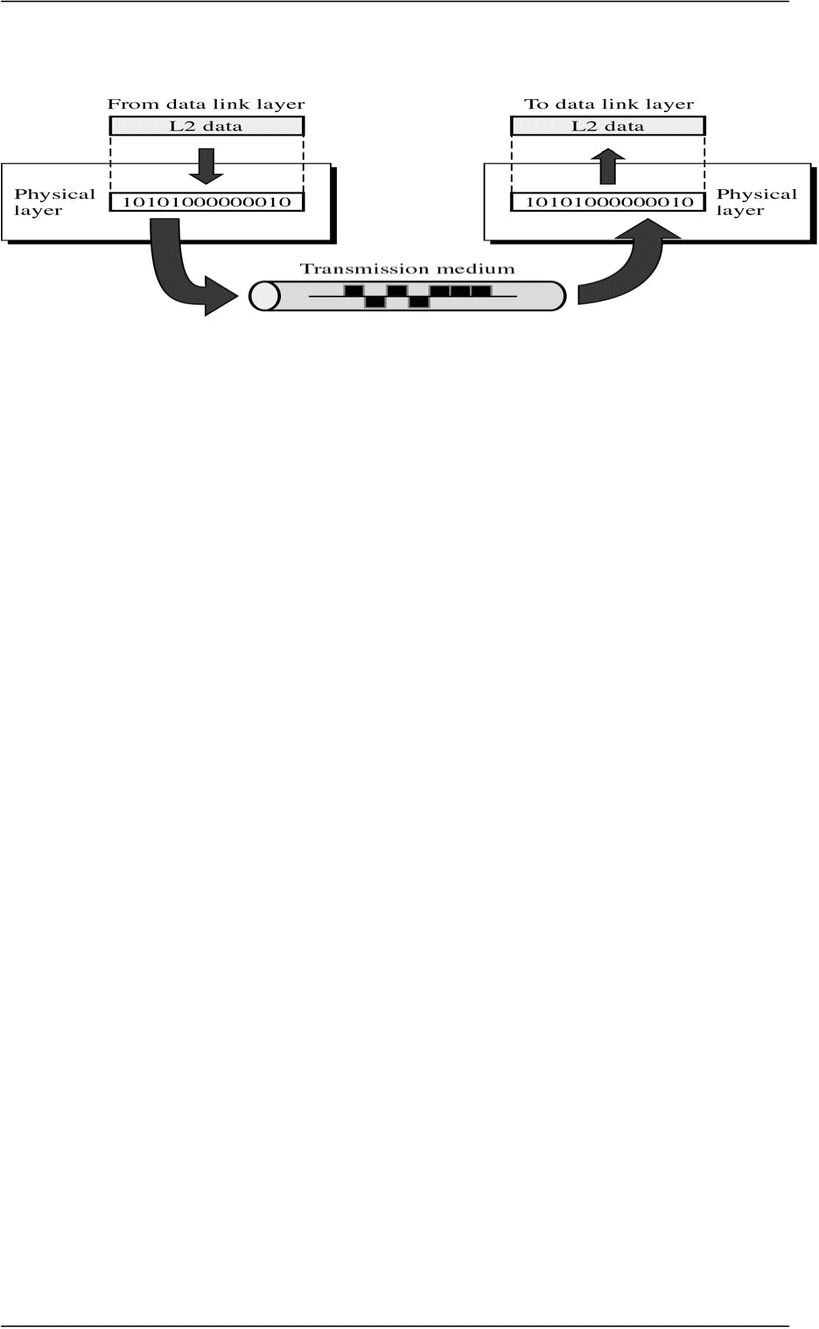 From data link layer
L2 data
Physical
layer
10101000000010
To data link layer
L2 data
10101000000010
Physical
layer
Transmission medium